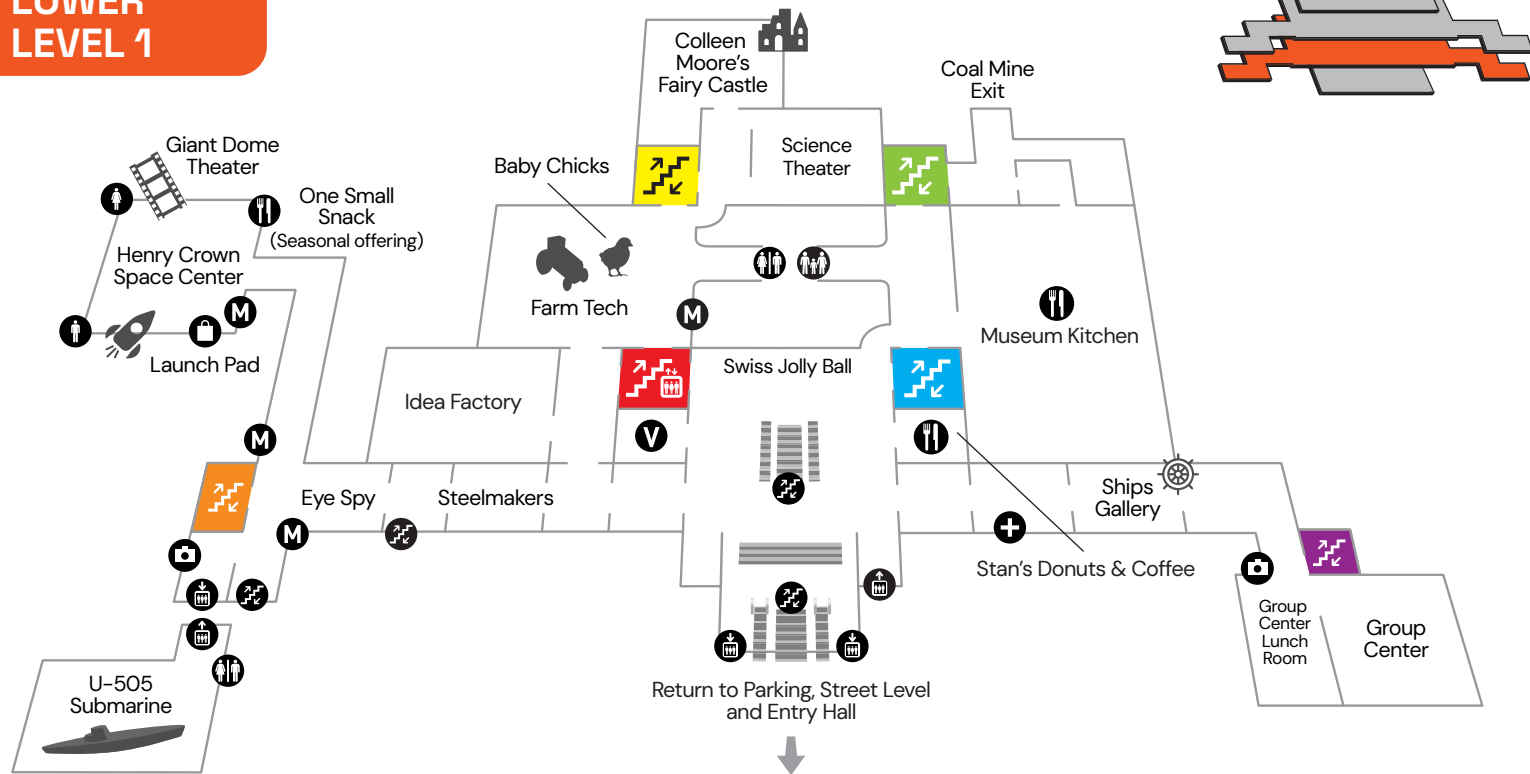 LOWER
LEVEL 1
Colleen
Moore's
Fairy Castle
Coal Mine
Exit
Giant Dome
Theater
Science
Theater
Baby Chicks
One Small
Snack
(Seasonal offering)
Henry Crown
Space Center
M
Farm Tech
M
Museum Kitchen
Launch Pad
Swiss Jolly Ball
Idea Factory
M
V
Eye Spy
Steelmakers
Ships
Gallery
M
Stan's Donuts & Coffee
Group
Center
Lunch
Room
Group
Center
U-505
Submarine
Return to Parking, Street Level
and Entry Hall